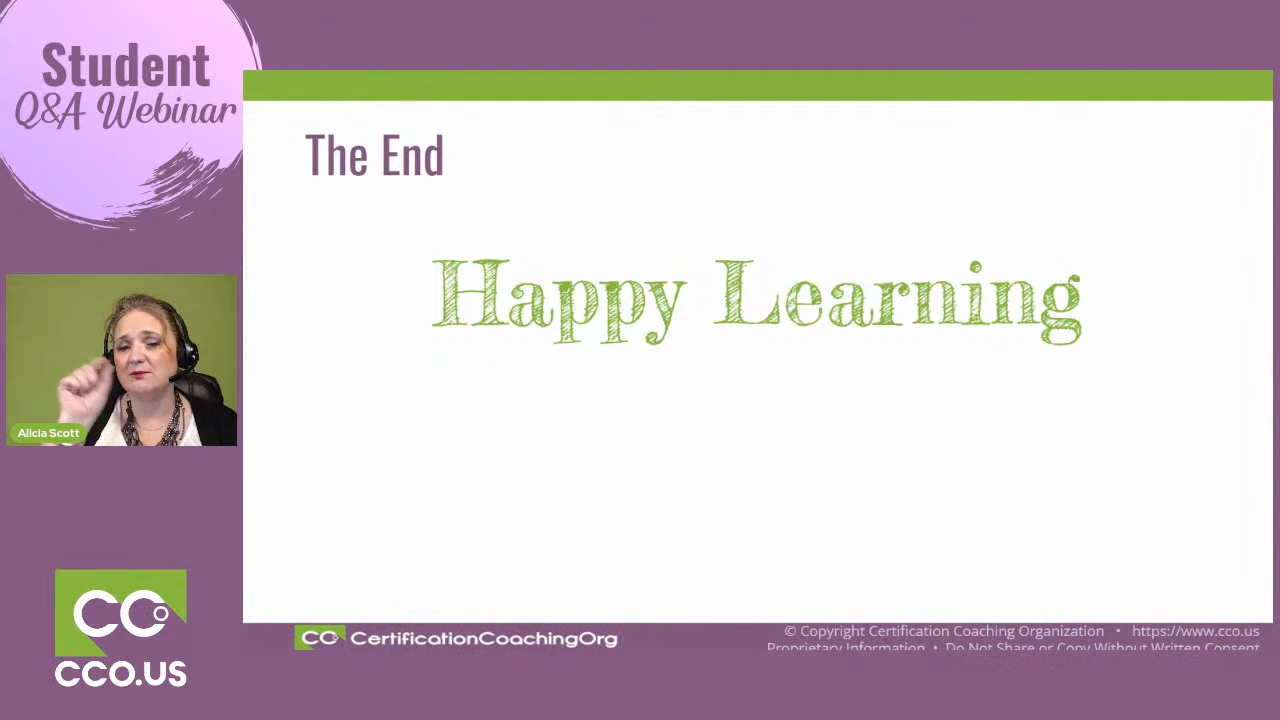 Student
Q&A Webinar
The End
Happy Learning
Alicia Scott
CC
CCO.US
CC CertificationCoachingOrg
© Copyright Certification Coaching Organization • https://www.cco.us
Proprietary Information • Do Not Share or Copy Without Written Consent